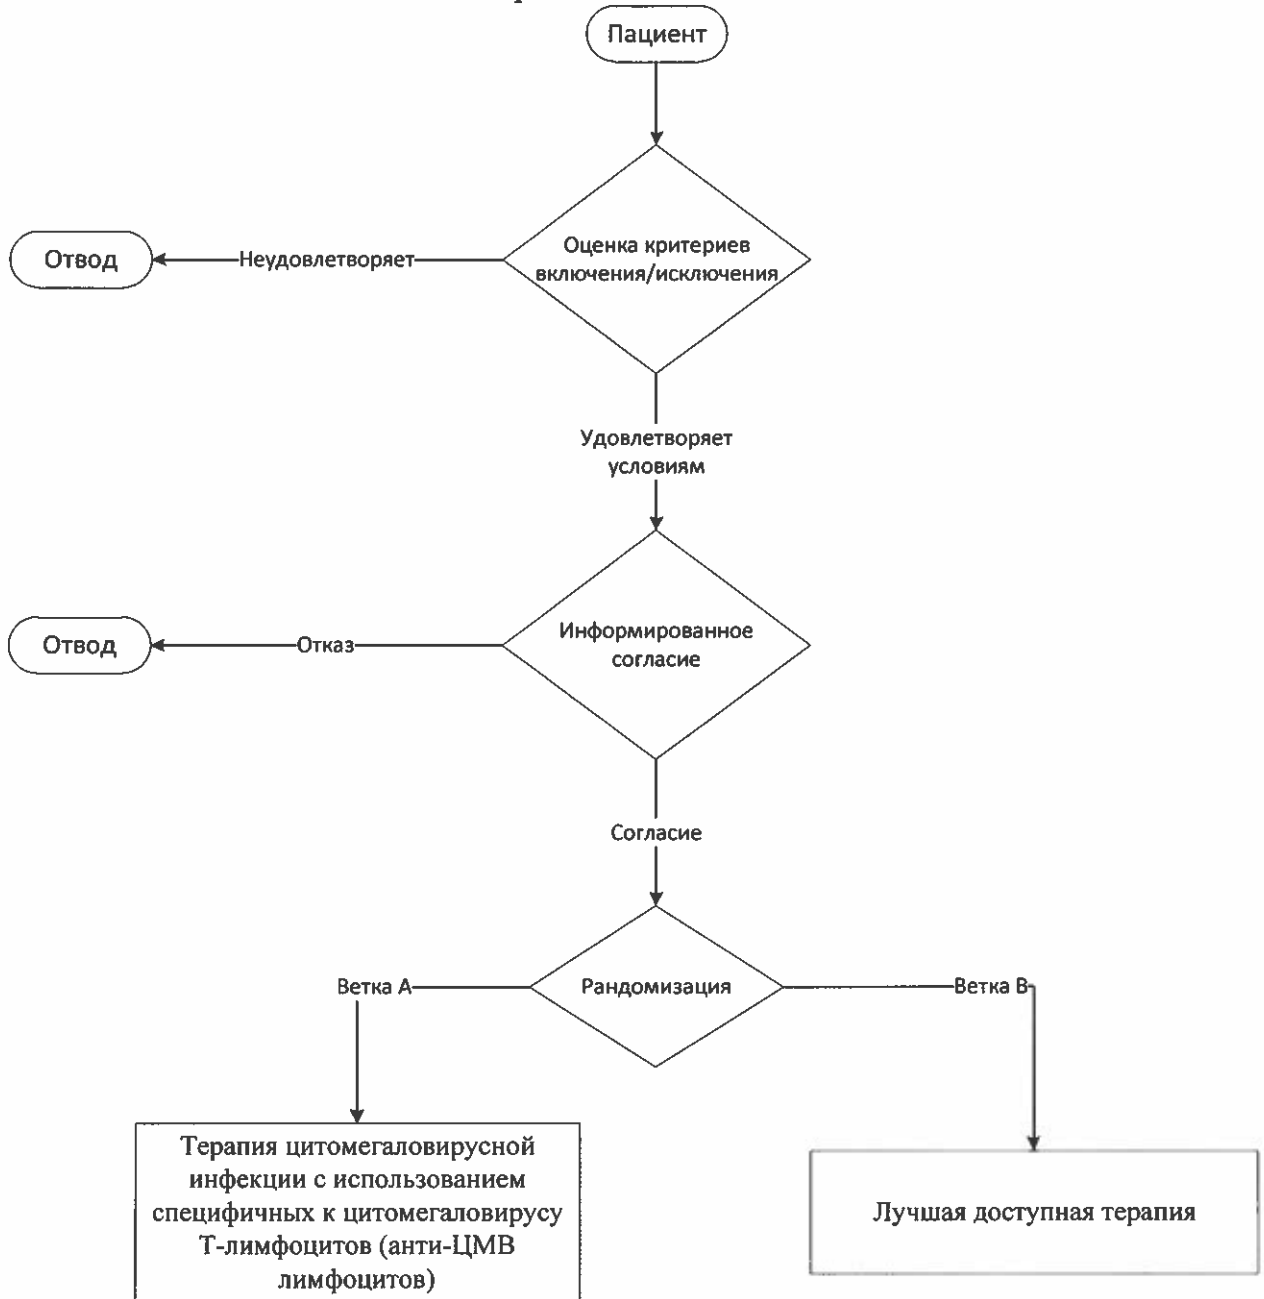 Пациент
Оценка критериев
включения/исключения
Неудовлетворяет
Отвод
Удовлетворяет
условиям
Информированное
согласие
Отказ
Отвод
Согласие
Рандомизация
Ветка А
Ветка В
Терапия цитомегаловирусной
инфекции с использованием
специфичных к цитомегаловирусу
Т-лимфоцитов (анти-ЦМВ
лимфоцитов)
Лучшая доступная терапия